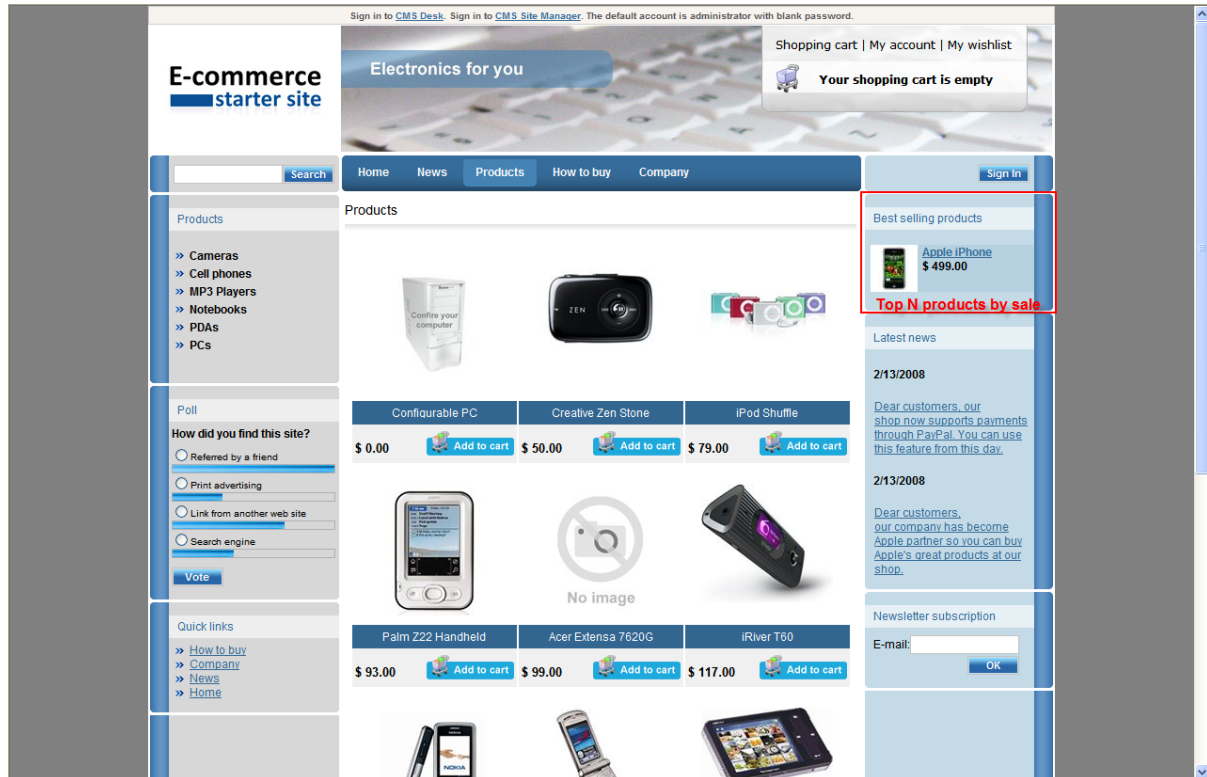 Sign in to CMS Desk. Sign in to CMS Site Manager. The default account is administrator with blank password.
E-commerce
starter site
Electronics for you
Shopping cart | My account | My wishlist
Your shopping cart is empty
Search
Home News Products How to buy Company
Sign In
Products
» Cameras
» Cell phones
» MP3 Players
» Notebooks
» PDAs
» PCs
Poll
How did you find this site?
Referred by a friend
Print advertising
Link from another web site
Search engine
Vote
Quick links
» How to buy
» Company
» News
» Home
Products
Confire your
computer
ZEN
Configurable PC Creative Zen Stone iPod Shuffle
$ 0.00 Add to cart $ 50.00 Add to cart $ 79.00 Add to cart
No image
Palm Z22 Handheld Acer Extensa 7620G iRiver T60
$ 93.00 Add to cart $ 99.00 Add to cart $ 117.00 Add to cart
NOKIA
Best selling products
Apple iPhone
$ 499.00
Top N products by sale
Latest news
2/13/2008
Dear customers, our
shop now supports payments
through PayPal. You can use
this feature from this day.
2/13/2008
Dear customers,
our company has become
Apple partner so you can buy
Apple's great products at our
shop.
Newsletter subscription
E-mail:
OK